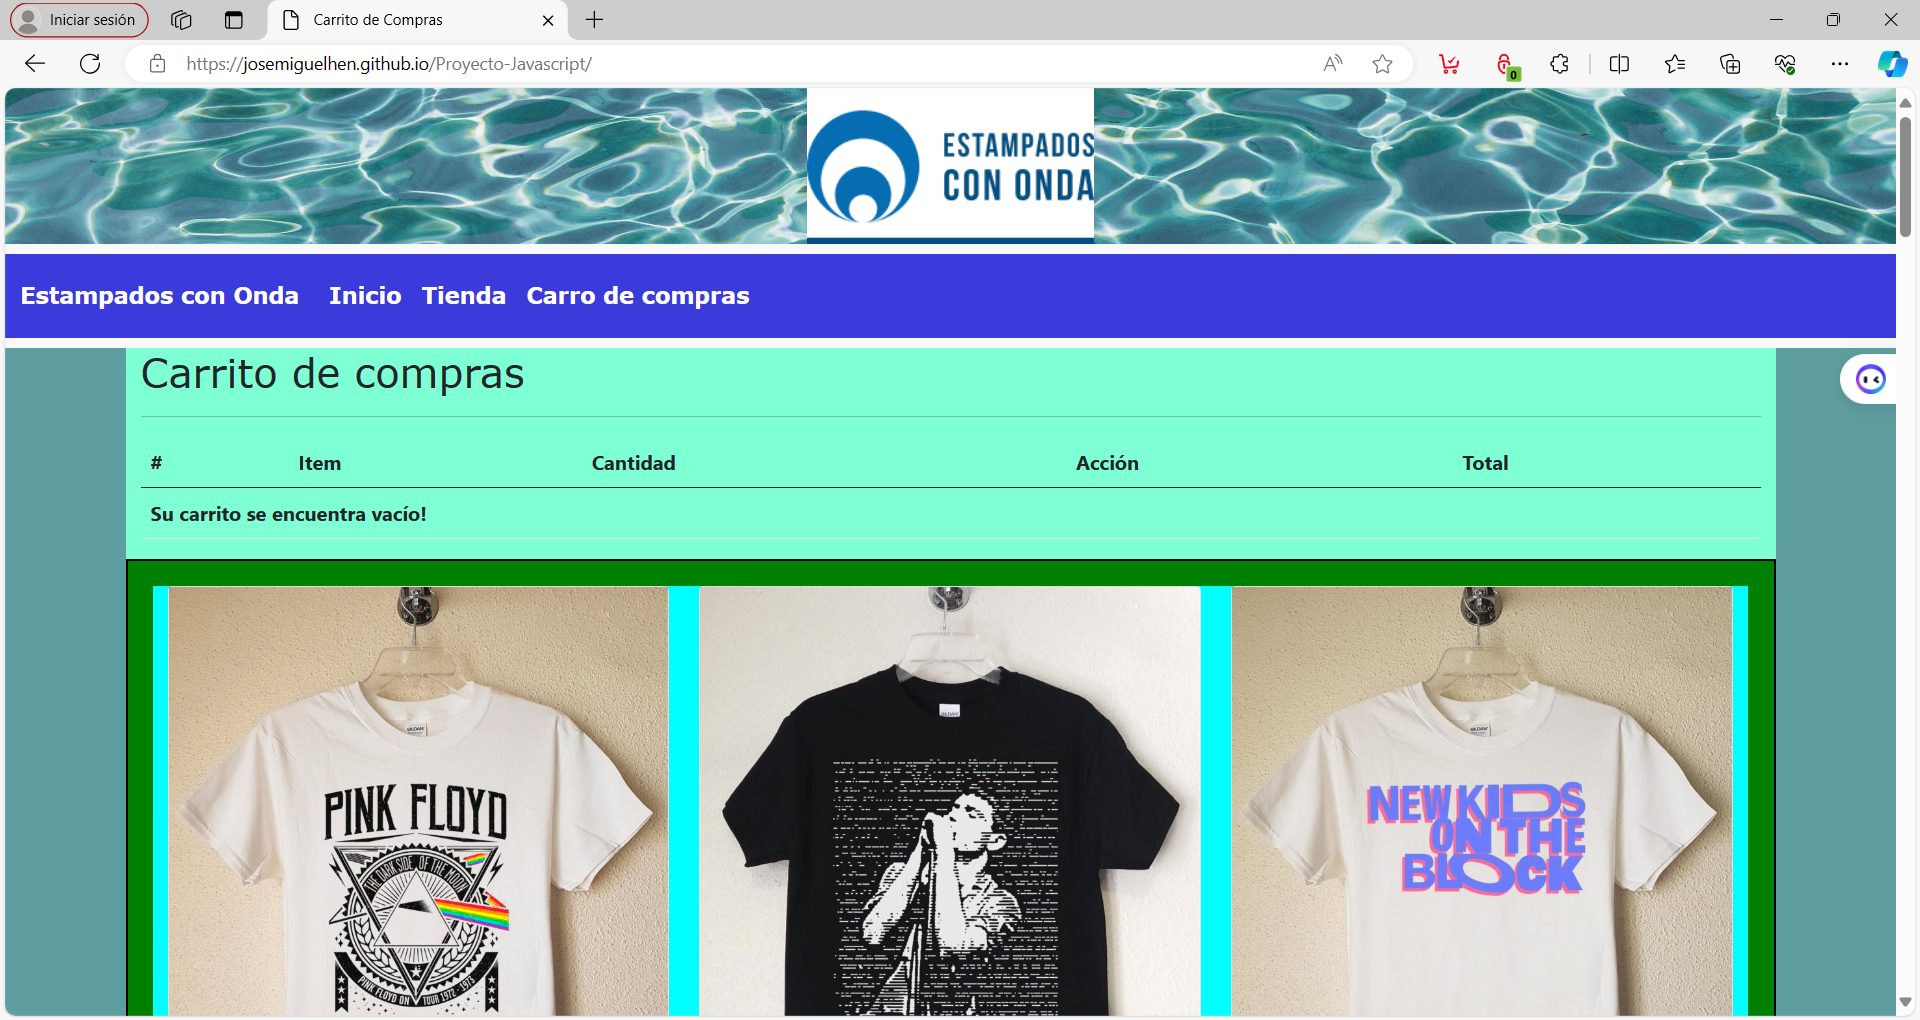 Iniciar sesión
Carrito de Compras
https://josemiguelhen.github.io/Proyecto-Javascript/
0
ESTAMPADOS
CON ONDA
Estampados con Onda Inicio Tienda Carro de compras
Carrito de compras
# Item Cantidad Acción Total
Su carrito se encuentra vacío!
PINK FLOYD
THE DARK SIDE OF THE MOON
PINK FLOYD ON TOUR 1972 - 1973
NEW KIDS
ON THE
BLOCK